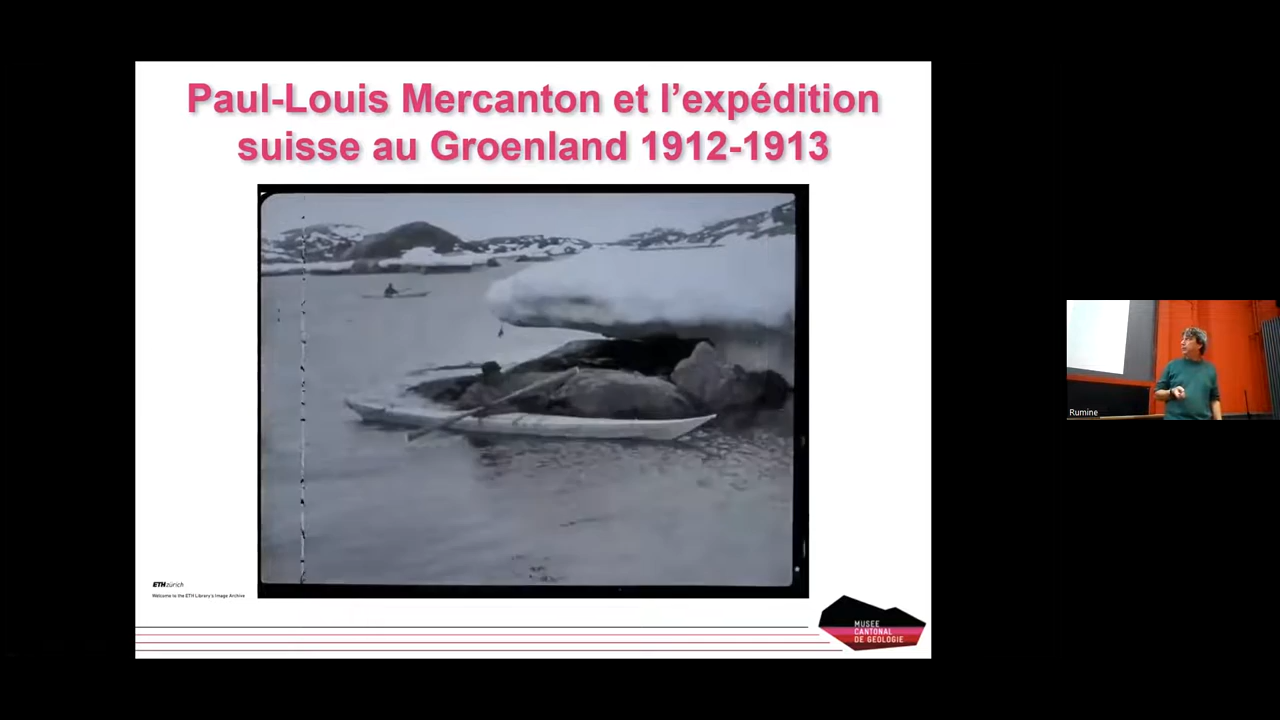 Paul-Louis Mercanton et l’expédition
suisse au Groenland 1912-1913
ETHzürich
Welcome to the ETH Library's Image Archive
MUSEE
CANTONAL
DE GEOLOGIE
Rumine